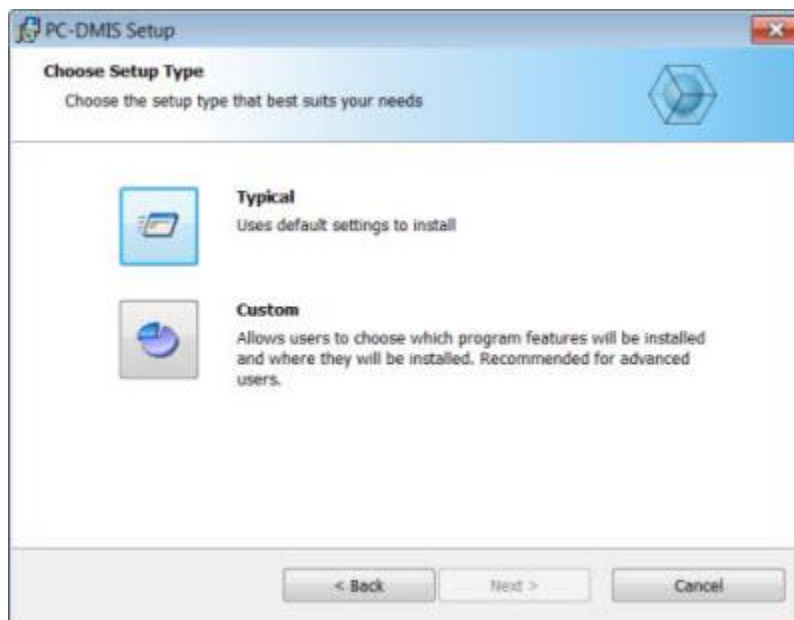 PC-DMIS Setup
Choose Setup Type
Choose the setup type that best suits your needs
Typical
Uses default settings to install
Custom
Allows users to choose which program features will be installed
and where they will be installed. Recommended for advanced
users.
< Back
Next >
Cancel